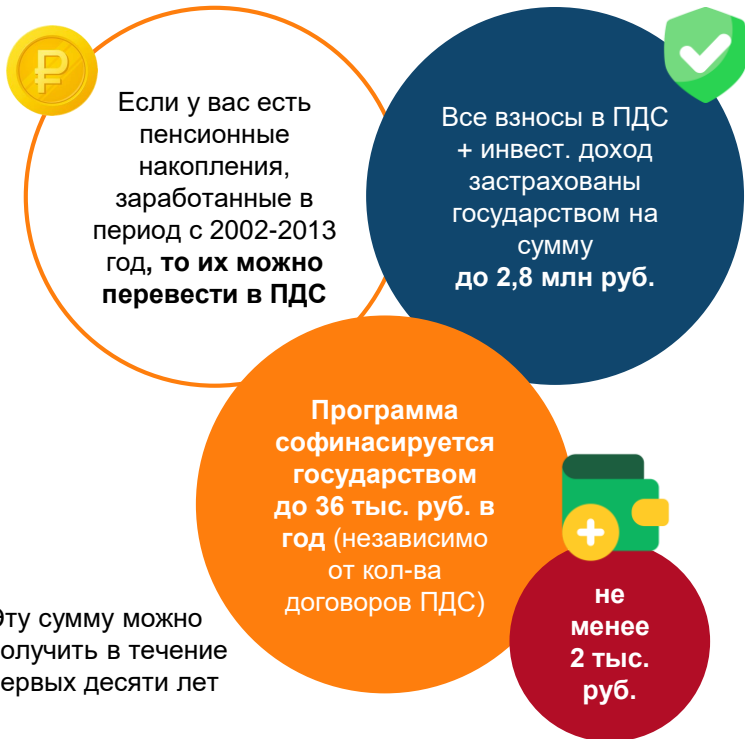 Если у вас есть
пенсионные
накопления,
заработанные в
период с 2002-2013
год, то их можно
перевести в ПДС
Все взносы в ПДС
+ инвест. доход
застрахованы
государством на
сумму
до 2,8 млн руб.
Программа
софинасируется
государством
до 36 тыс. руб. в
год (независимо
от кол-ва
договоров ПДС)
не
менее
2 тыс.
руб.
Эту сумму можно
получить в течение
первых десяти лет